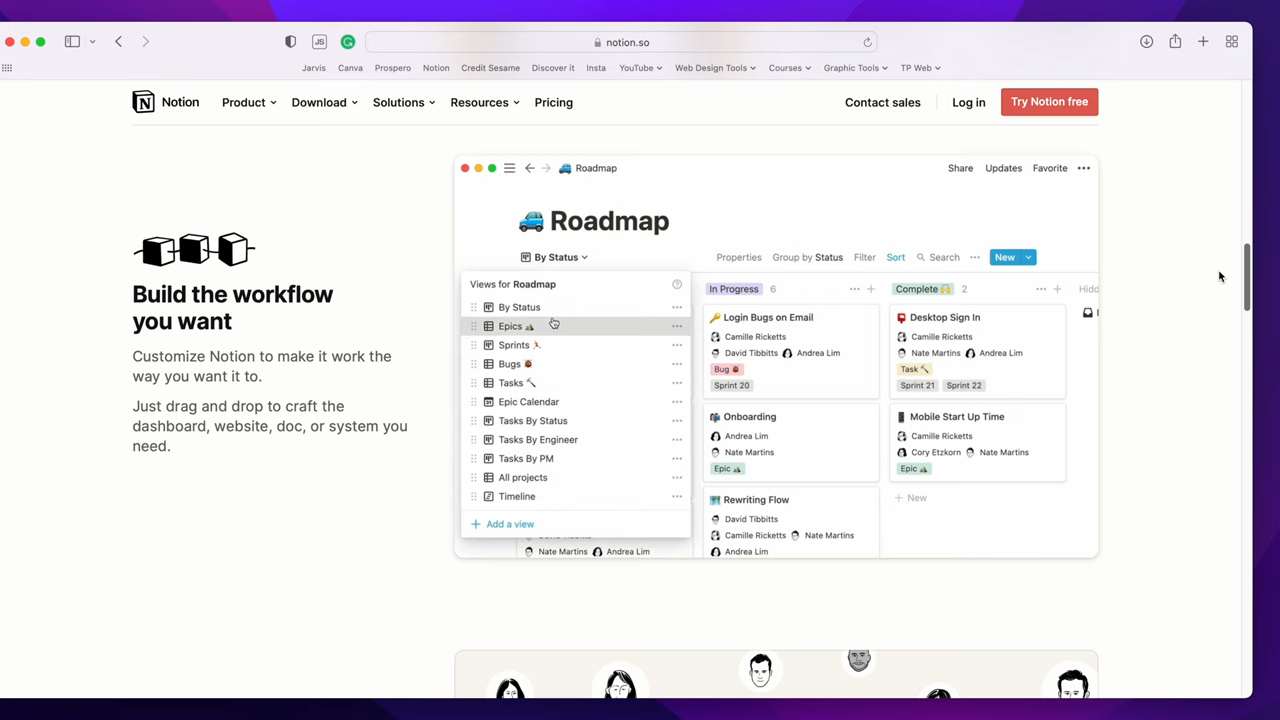 JS
notion.so
Jarvis Canva Prospero Notion Credit Sesame Discover it Insta YouTube Web Design Tools Courses Graphic Tools TP Web
Notion Product Download Solutions Resources Pricing Contact sales Log in Try Notion free
Roadmap Share Updates Favorite
🚙 Roadmap
By Status Properties Group by Status Filter Sort Search New
Build the workflow
you want
Customize Notion to make it work the
way you want it to.
Just drag and drop to craft the
dashboard, website, doc, or system you
need.
Views for Roadmap
By Status
Epics
Sprints
Bugs
Tasks
Epic Calendar
Tasks By Status
Tasks By Engineer
Tasks By PM
All projects
Timeline
+ Add a view
Nate Martins Andrea Lim
In Progress 6
Login Bugs on Email
Camille Ricketts
David Tibbitts Andrea Lim
Bug
Sprint 20
Onboarding
Andrea Lim
Nate Martins
Epic
Rewriting Flow
David Tibbitts
Camille Ricketts Nate Martins
Andrea Lim
Complete 2
Desktop Sign In
Camille Ricketts
Nate Martins Andrea Lim
Task
Sprint 21 Sprint 22
Mobile Start Up Time
Camille Ricketts
Cory Etzkorn Nate Martins
Epic
+ New